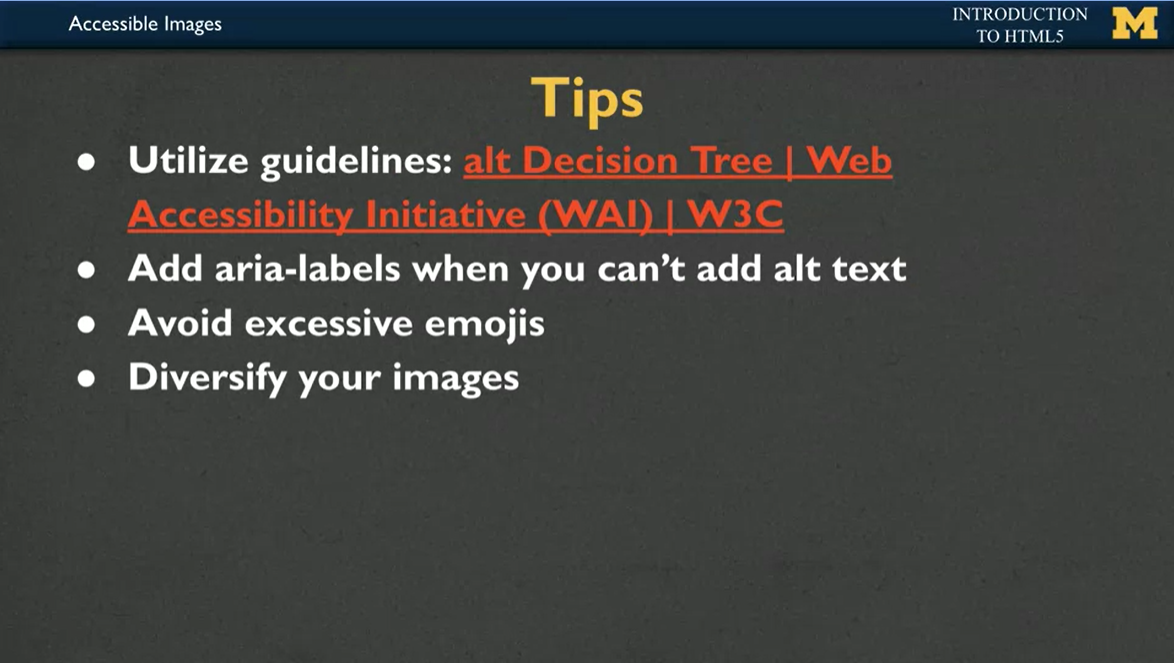 Accessible Images
INTRODUCTION
TO HTML5
M
Tips
● Utilize guidelines: alt Decision Tree | Web
Accessibility Initiative (WAI) | W3C
● Add aria-labels when you can’t add alt text
● Avoid excessive emojis
● Diversify your images